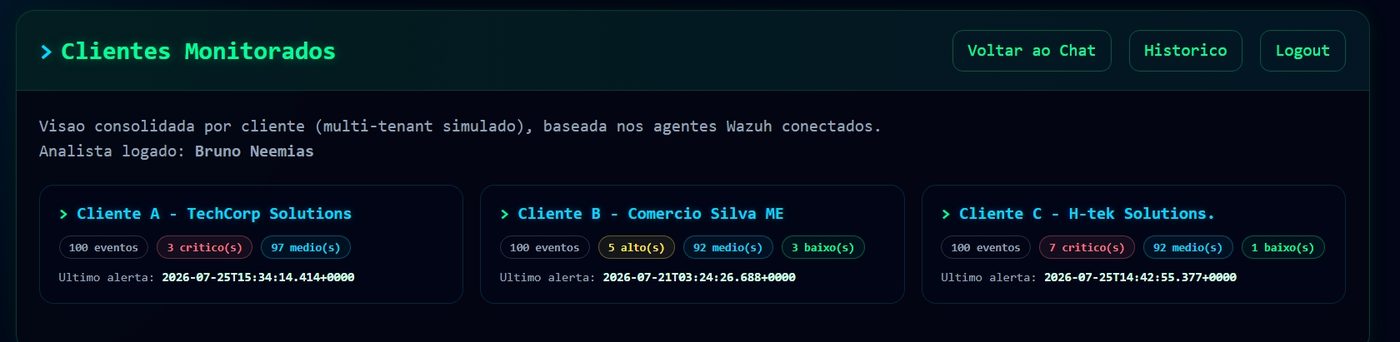 > Clientes Monitorados
Voltar ao Chat
Historico
Logout
Visao consolidada por cliente (multi-tenant simulado), baseada nos agentes Wazuh conectados.
Analista logado: Bruno Neemias
> Cliente A - TechCorp Solutions
100 eventos 3 critico(s) 97 medio(s)
Ultimo alerta: 2026-07-25T15:34:14.414+0000
> Cliente B - Comercio Silva ME
100 eventos 5 alto(s) 92 medio(s) 3 baixo(s)
Ultimo alerta: 2026-07-21T03:24:26.688+0000
> Cliente C - H-tek Solutions.
100 eventos 7 critico(s) 92 medio(s) 1 baixo(s)
Ultimo alerta: 2026-07-25T14:42:55.377+0000